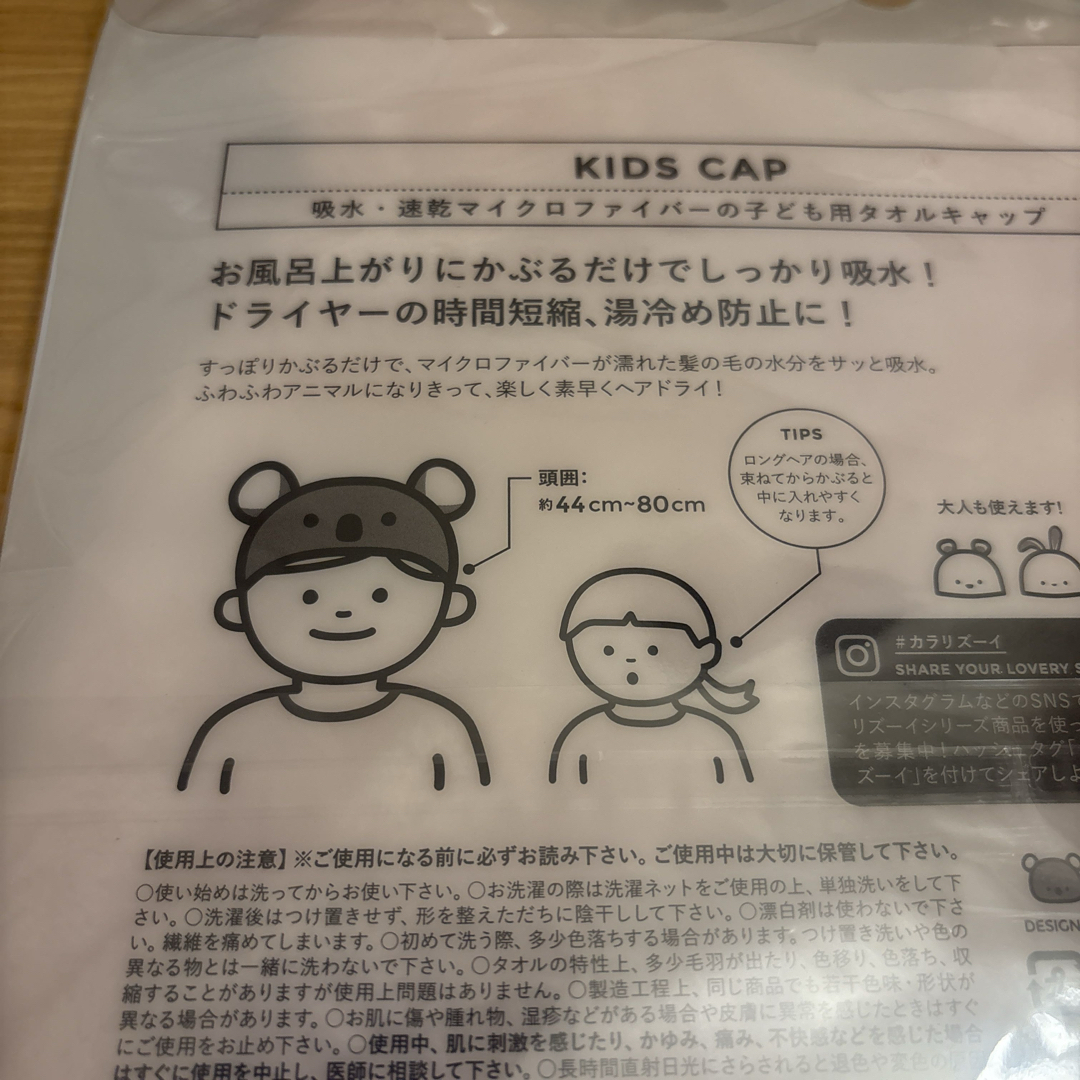 KIDS CAP
吸水・速乾マイクロファイバーの子ども用タオルキャップ
お風呂上がりにかぶるだけでしっかり吸水！
ドライヤーの時間短縮、湯冷め防止に！
すっぽりかぶるだけで、マイクロファイバーが濡れた髪の毛の水分をサッと吸水。
ふわふわアニマルになりきって、楽しく素早くヘアドライ！
頭囲：
約44cm~80cm
TIPS
ロングヘアの場合、
束ねてからかぶると
中に入れやすく
なります。
大人も使えます!
#カラリズーイ
SHARE YOUR LOVERY S
インスタグラムなどのSNSで
リズーイシリーズ商品を使っ
を募集中！ハッシュタグ「
ズーイ」を付けてシェアしよ
【使用上の注意】※ご使用になる前に必ずお読み下さい。ご使用中は大切に保管して下さい。
○使い始めは洗ってからお使い下さい。○お洗濯の際は洗濯ネットをご使用の上、単独洗いをして下
さい。○洗濯後はつけ置きせず、形を整えただちに陰干しして下さい。○漂白剤は使わないで下さ
い。繊維を痛めてしまいます。○初めて洗う際、多少色落ちする場合があります。つけ置き洗いや色の
異なる物とは一緒に洗わないで下さい。○タオルの特性上、多少毛羽が出たり、色移り、色落ち、収
縮することがありますが使用上問題はありません。○製造工程上、同じ商品でも若干色味・形状が
異なる場合があります。○お肌に傷や腫れ物、湿疹などがある場合や皮膚に異常を感じたときはすぐ
にご使用をお止め下さい。○使用中、肌に刺激を感じたり、かゆみ、痛み、不快感などを感じた場合
はすぐに使用を中止し、医師に相談して下さい。○長時間直射日光にさらされると退色や変色の
DESIGN